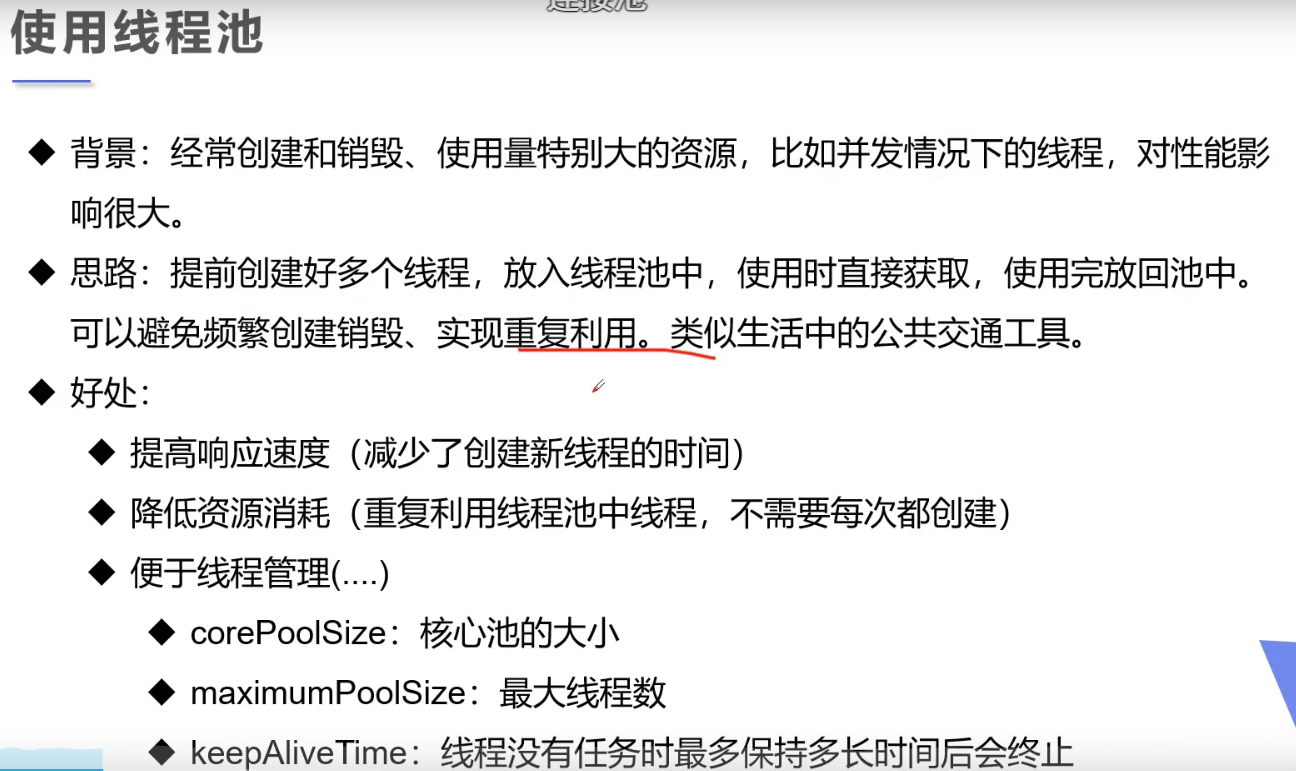 连接池
使用线程池
◆ 背景：经常创建和销毁、使用量特别大的资源，比如并发情况下的线程，对性能影
响很大。
◆ 思路：提前创建好多个线程，放入线程池中，使用时直接获取，使用完放回池中。
可以避免频繁创建销毁、实现重复利用。类似生活中的公共交通工具。
◆ 好处：
◆ 提高响应速度（减少了创建新线程的时间）
◆ 降低资源消耗（重复利用线程池中线程，不需要每次都创建）
◆ 便于线程管理(....)
◆ corePoolSize：核心池的大小
◆ maximumPoolSize：最大线程数
◆ keepAliveTime：线程没有任务时最多保持多长时间后会终止